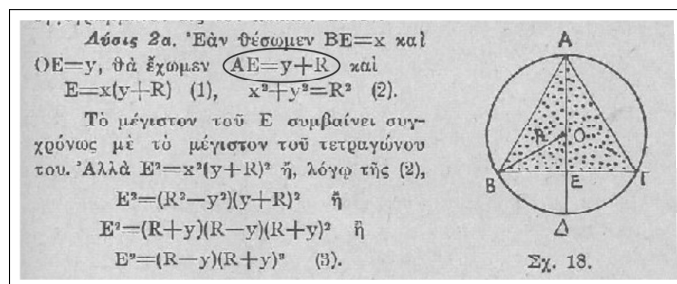 Λύσις 2α. Ἐὰν θέσωμεν ΒΕ=x καὶ
ΟΕ=y, θὰ ἔχωμεν ΑΕ=y+R καὶ
Ε=x(y+R) (1), x²+y²=R² (2).
Τὸ μέγιστον τοῦ Ε συμβαίνει συγ-
χρόνως μὲ τὸ μέγιστον τοῦ τετραγώνου
του. Ἀλλὰ Ε²=x²(y+R)² ἤ, λόγῳ τῆς (2),
Ε²=(R²—y²)(y+R)² ἤ
Ε²=(R+y)(R—y)(R+y)² ἢ
Ε²=(R—y)(R+y)³ (3).
Α
R Ο
Β Ε Γ
Δ
Σχ. 18.